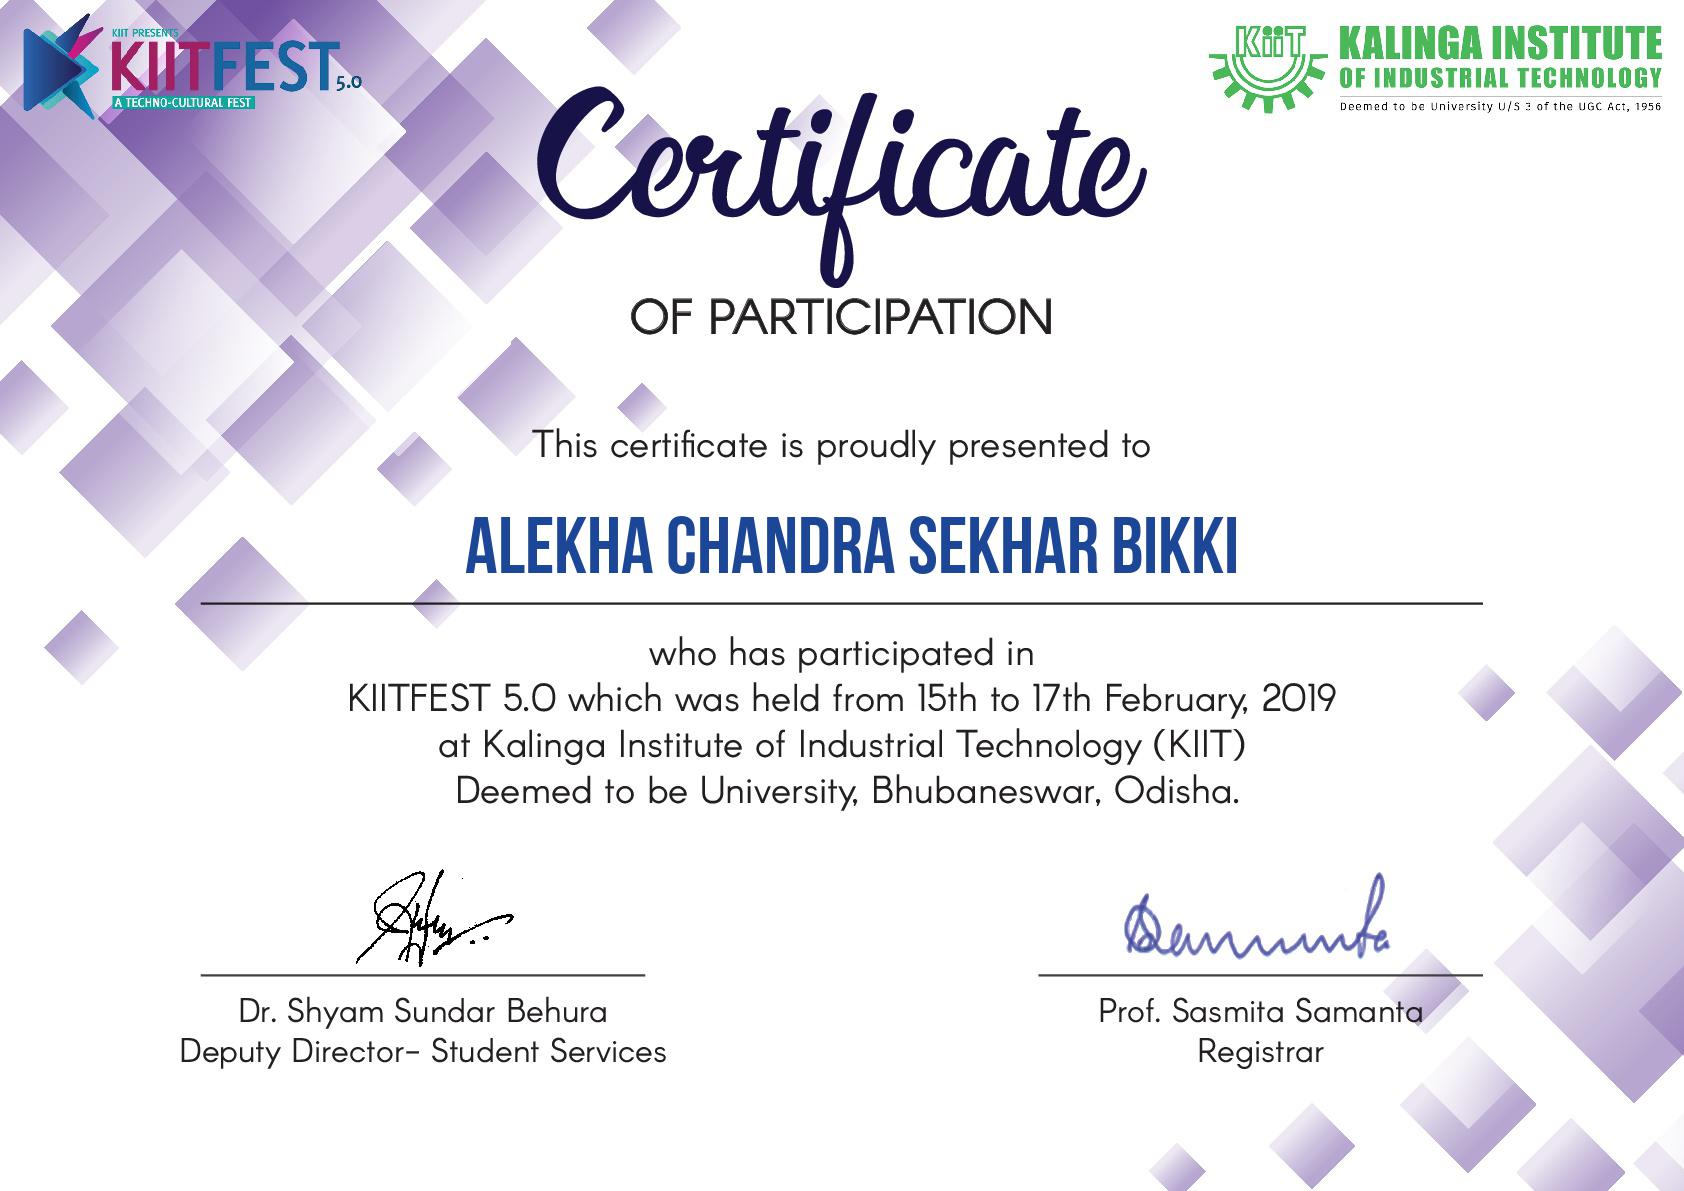 KIIT PRESENTS
KIITFEST 5.0
A TECHNO-CULTURAL FEST
KiiT
KALINGA INSTITUTE
OF INDUSTRIAL TECHNOLOGY
Deemed to be University U/S 3 of the UGC Act, 1956
Certificate
OF PARTICIPATION
This certificate is proudly presented to
ALEKHA CHANDRA SEKHAR BIKKI
who has participated in
KIITFEST 5.0 which was held from 15th to 17th February, 2019
at Kalinga Institute of Industrial Technology (KIIT)
Deemed to be University, Bhubaneswar, Odisha.
Dr. Shyam Sundar Behura
Deputy Director- Student Services
Prof. Sasmita Samanta
Registrar